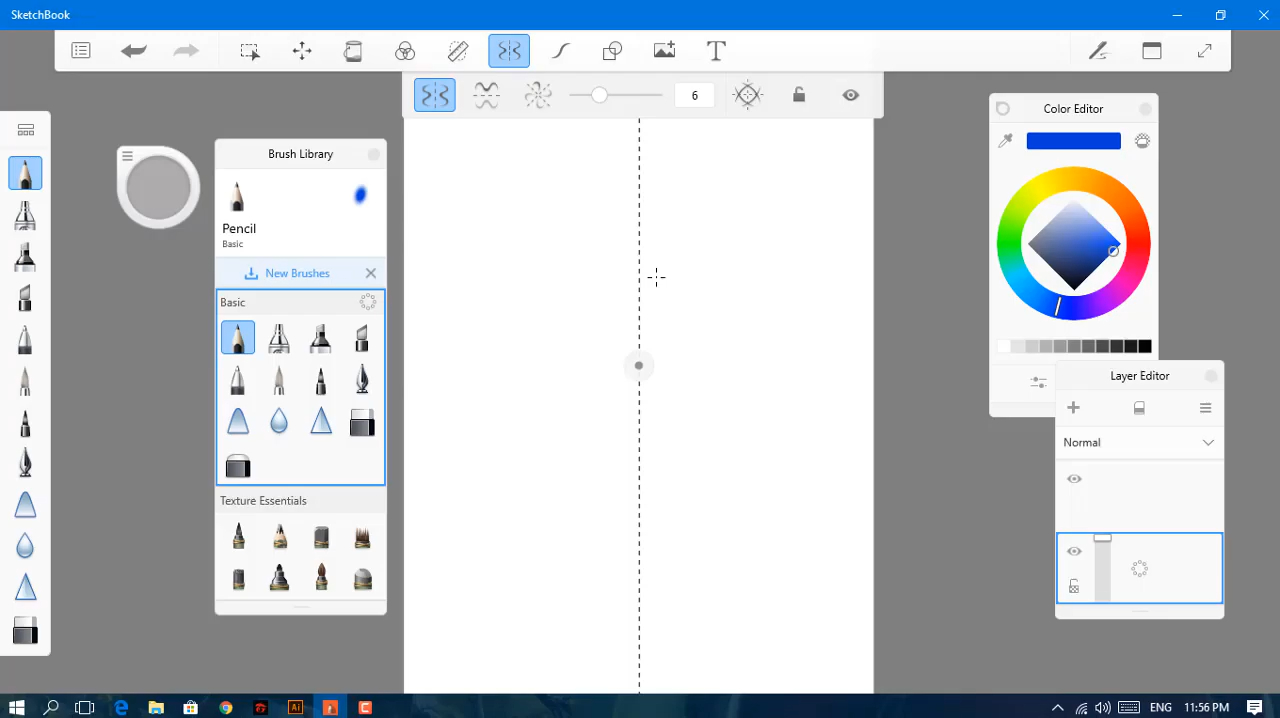 SketchBook
T
6
Color Editor
Brush Library
Pencil
Basic
New Brushes
Basic
Layer Editor
Normal
Texture Essentials
Ai
ENG
11:56 PM